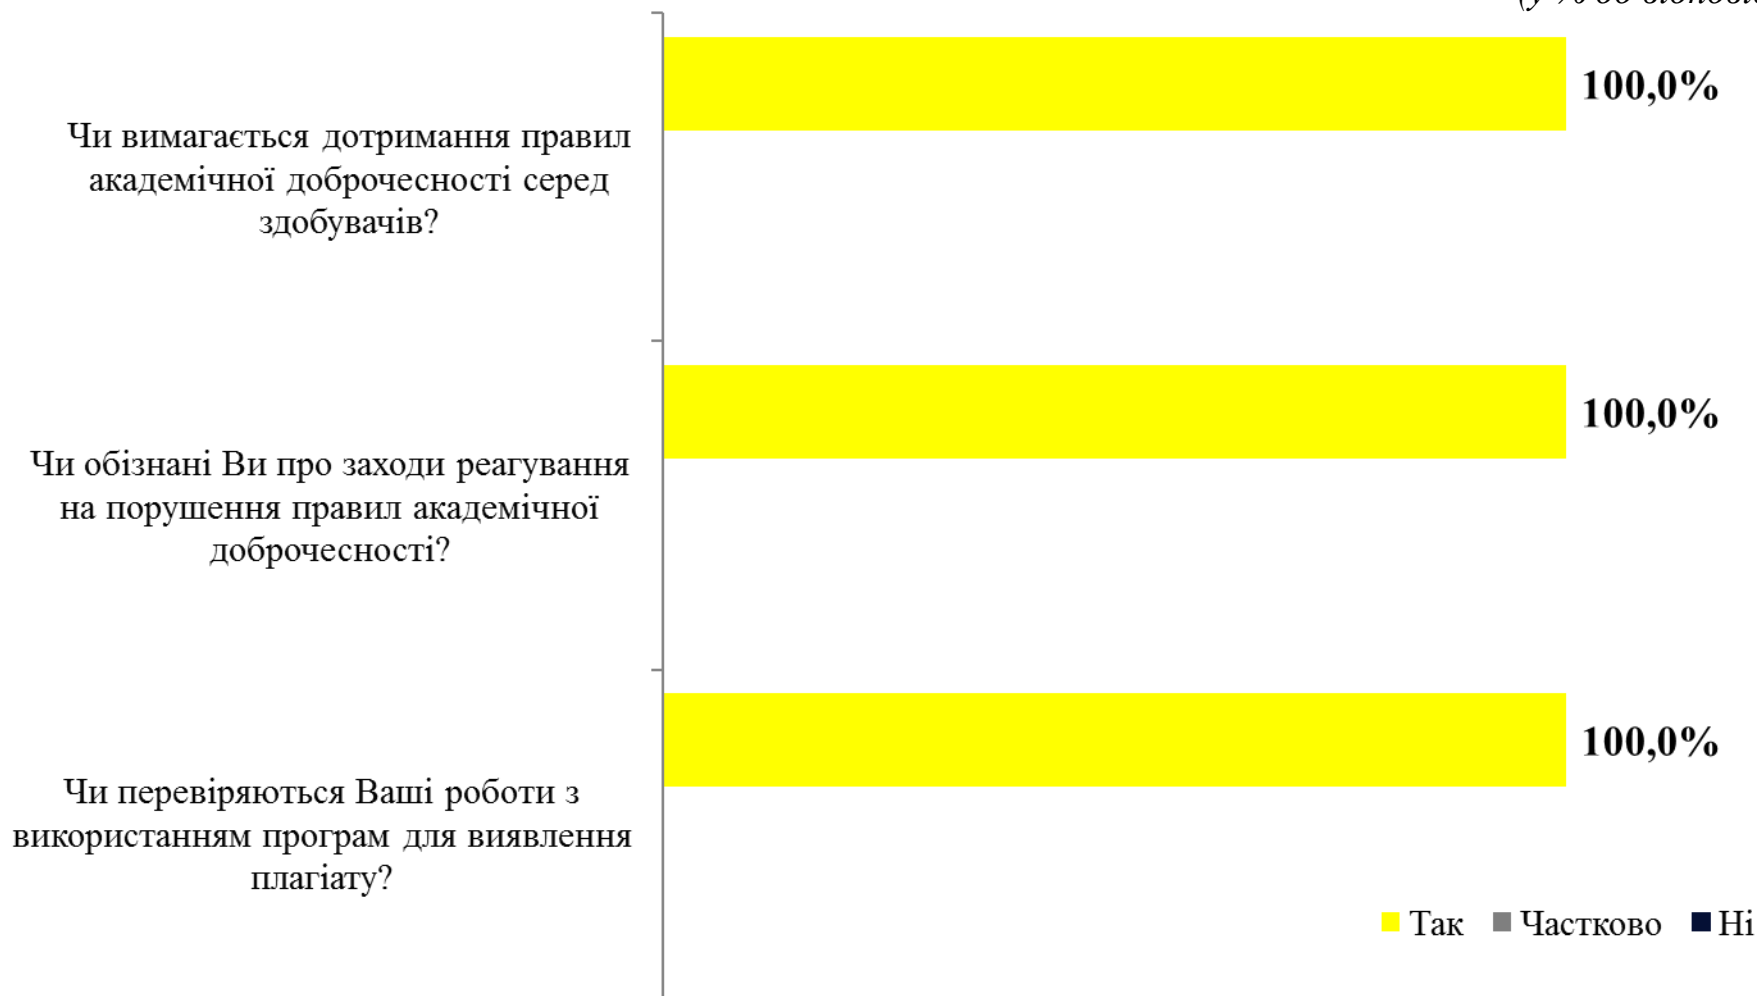 (у %
100,0%
Чи вимагається дотримання правил
академічної доброчесності серед
здобувачів?
100,0%
Чи обізнані Ви про заходи реагування
на порушення правил академічної
доброчесності?
100,0%
Чи перевіряються Ваші роботи з
використанням програм для виявлення
плагіату?
Так Частково Ні